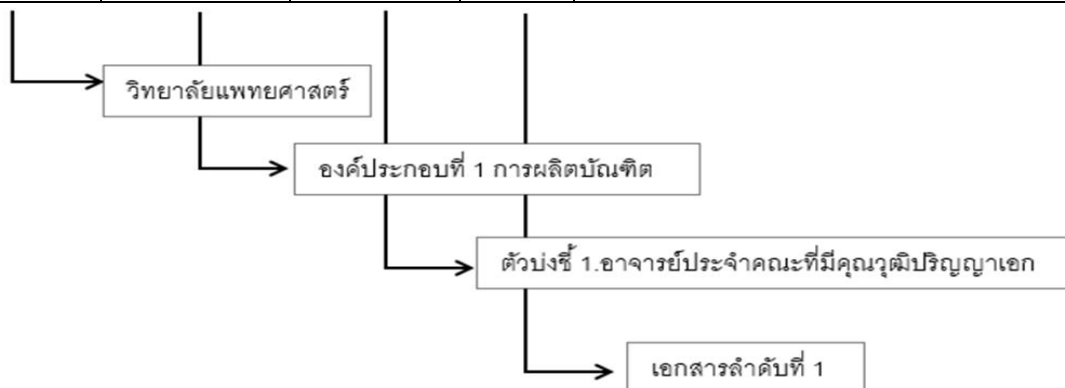 วิทยาลัยแพทยศาสตร์
องค์ประกอบที่ 1 การผลิตบัณฑิต
ตัวบ่งชี้ 1.อาจารย์ประจำคณะที่มีคุณวุฒิปริญญาเอก
เอกสารลำดับที่ 1